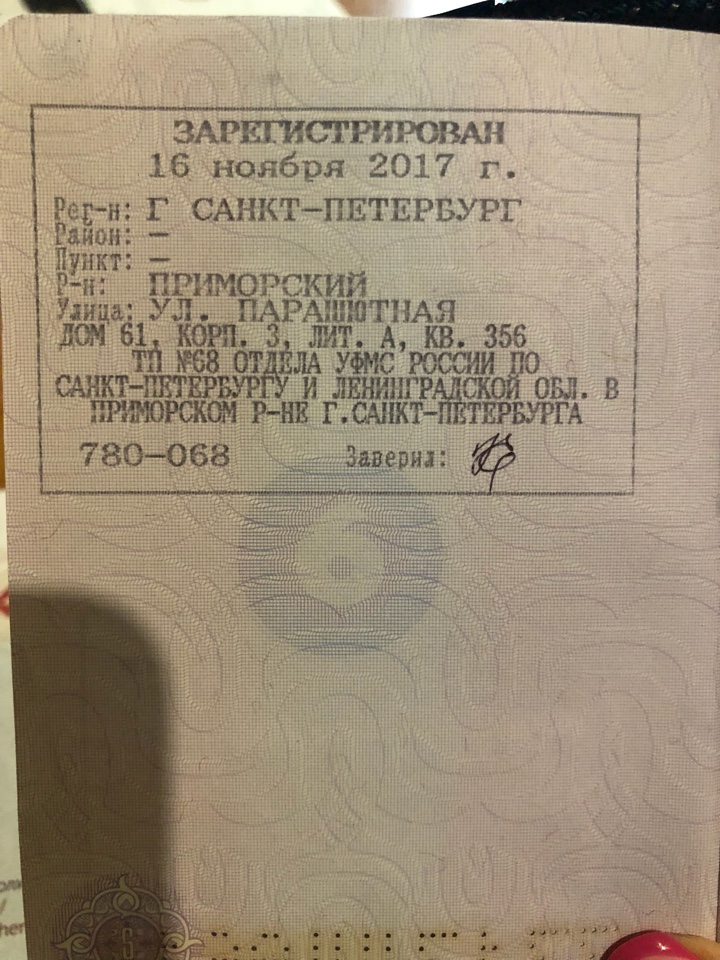 ЗАРЕГИСТРИРОВАН
16 ноября 2017 г.
Рег-н: Г САНКТ-ПЕТЕРБУРГ
Район: —
Пункт: —
Р-н: ПРИМОРСКИЙ
Улица: УЛ. ПАРАШЮТНАЯ
ДОМ 61, КОРП. 3, ЛИТ. А, КВ. 356
ТП №68 ОТДЕЛА УФМС РОССИИ ПО
САНКТ-ПЕТЕРБУРГУ И ЛЕНИНГРАДСКОЙ ОБЛ. В
ПРИМОРСКОМ Р-НЕ Г.САНКТ-ПЕТЕРБУРГА
780-068 Заверил:
6